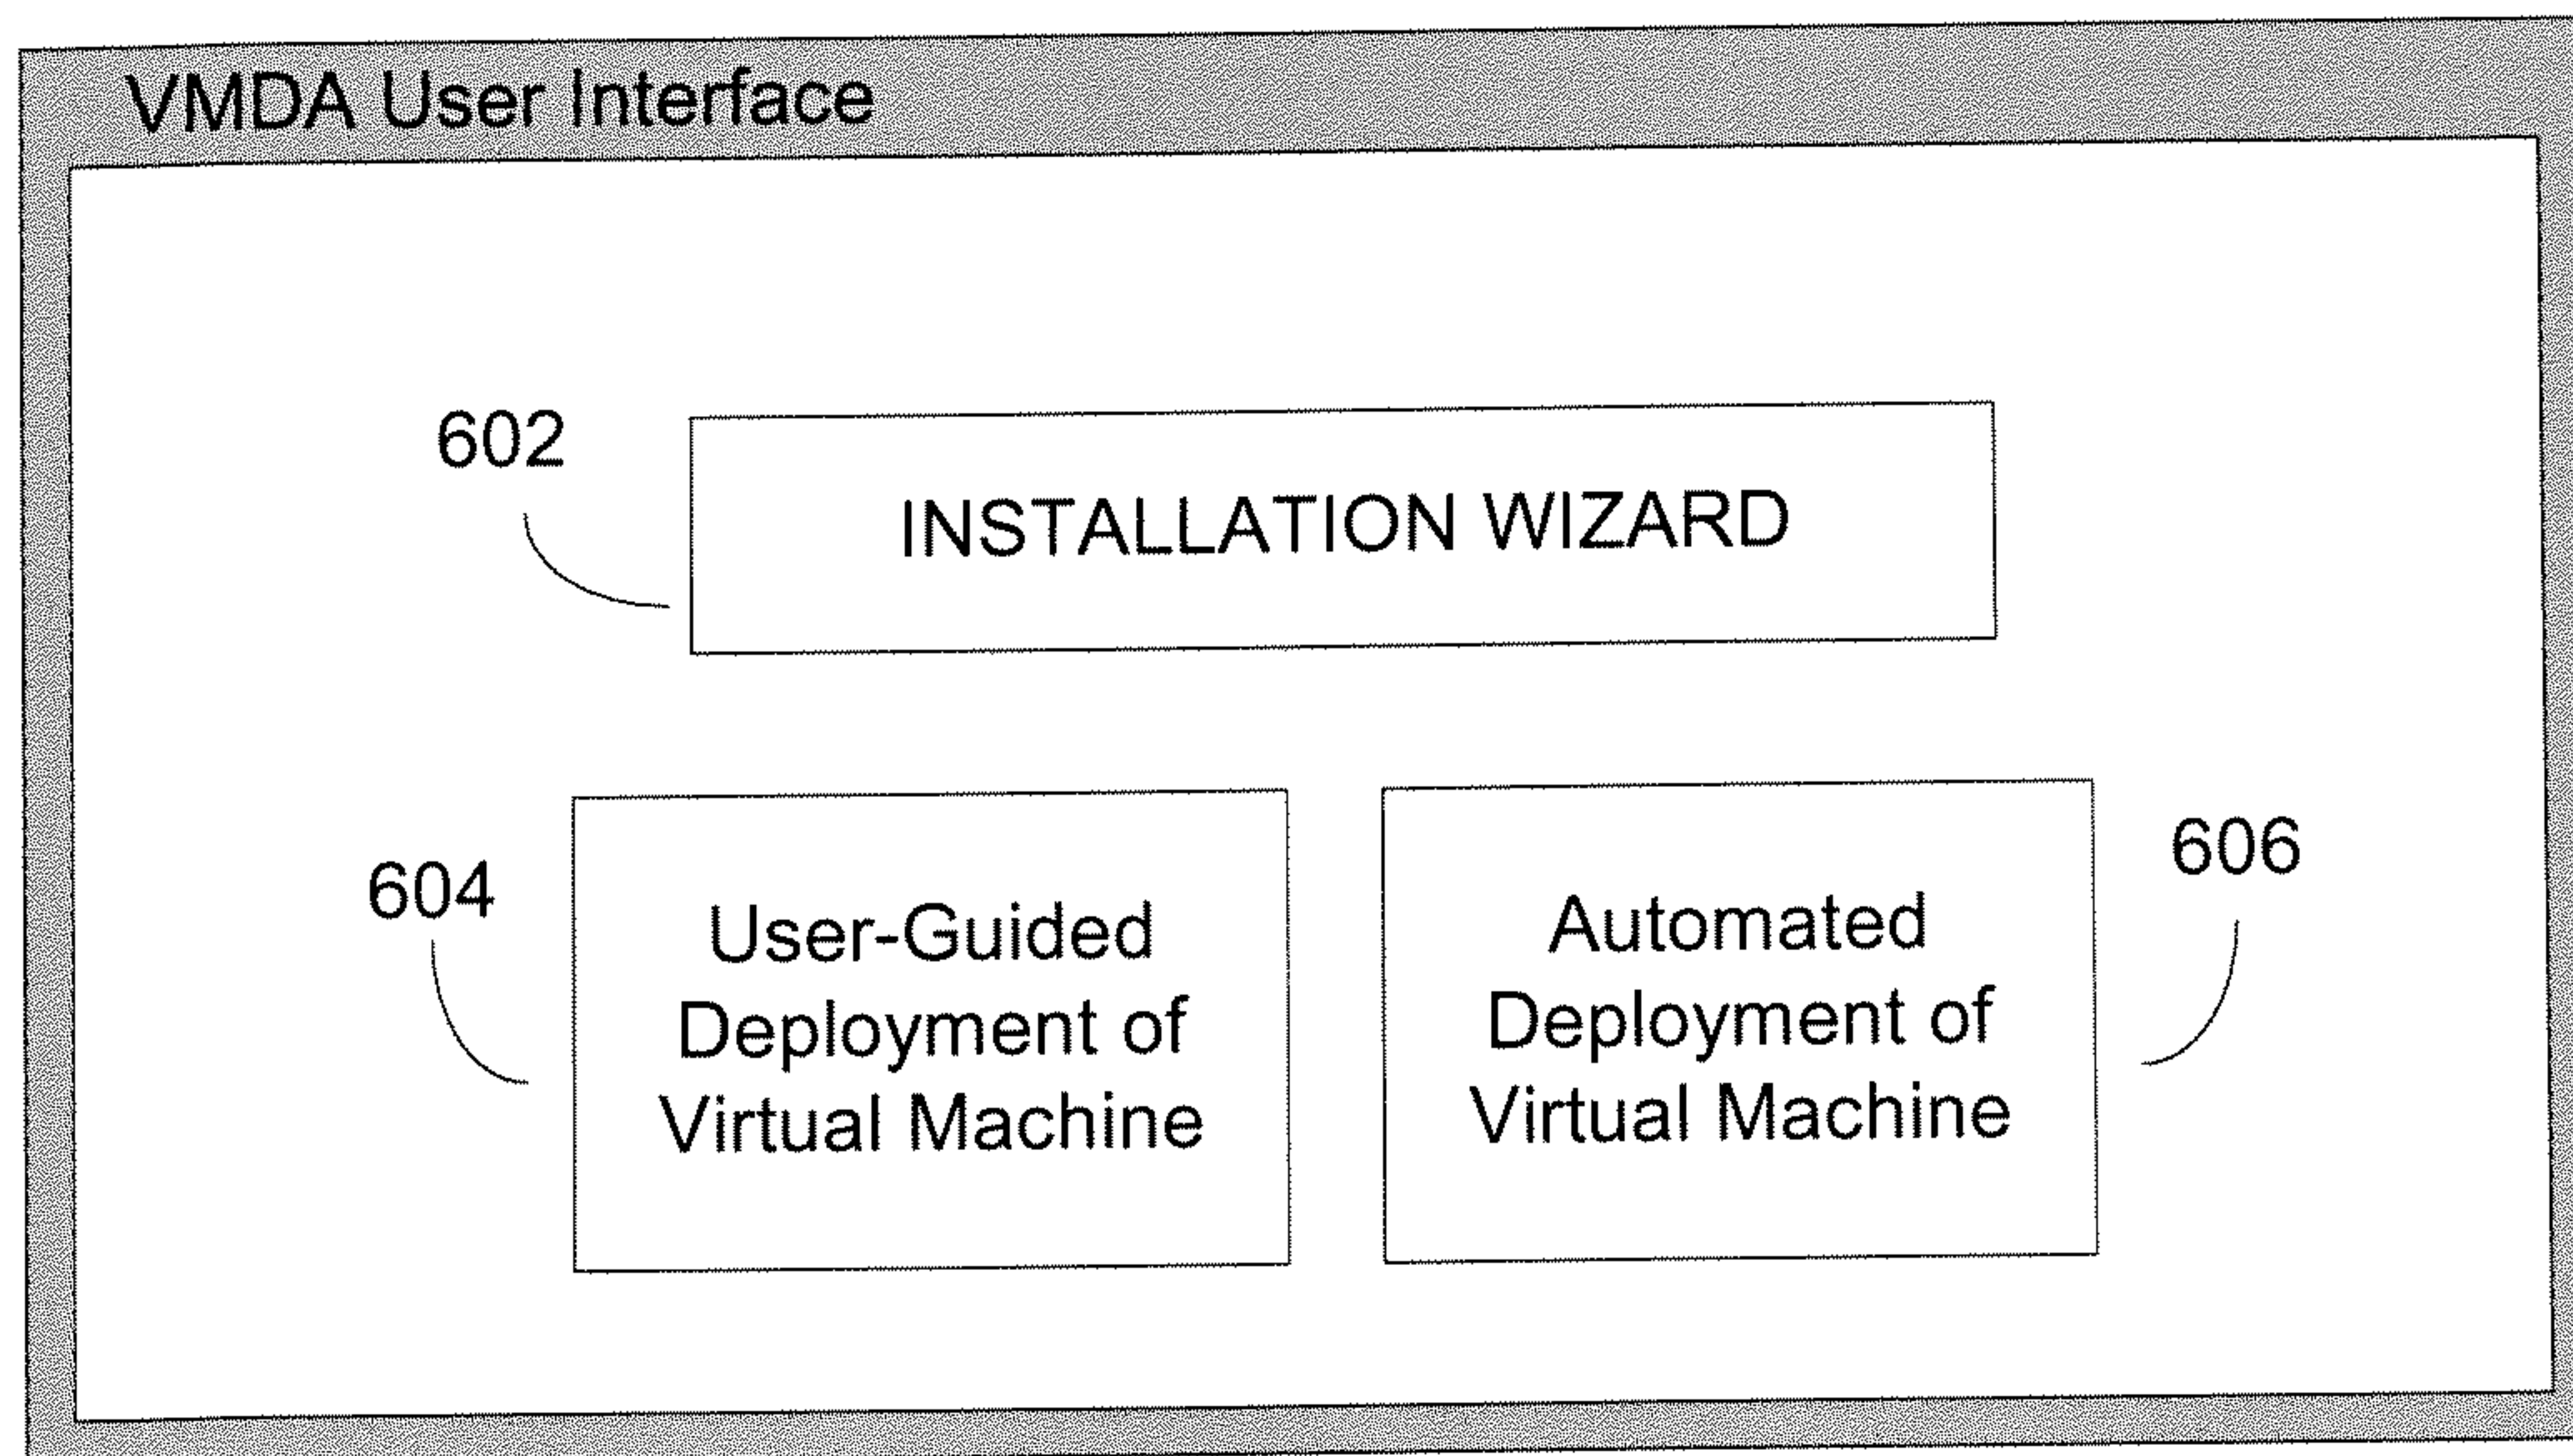 VMDA User Interface
602
INSTALLATION WIZARD
604
User-Guided
Deployment of
Virtual Machine
606
Automated
Deployment of
Virtual Machine